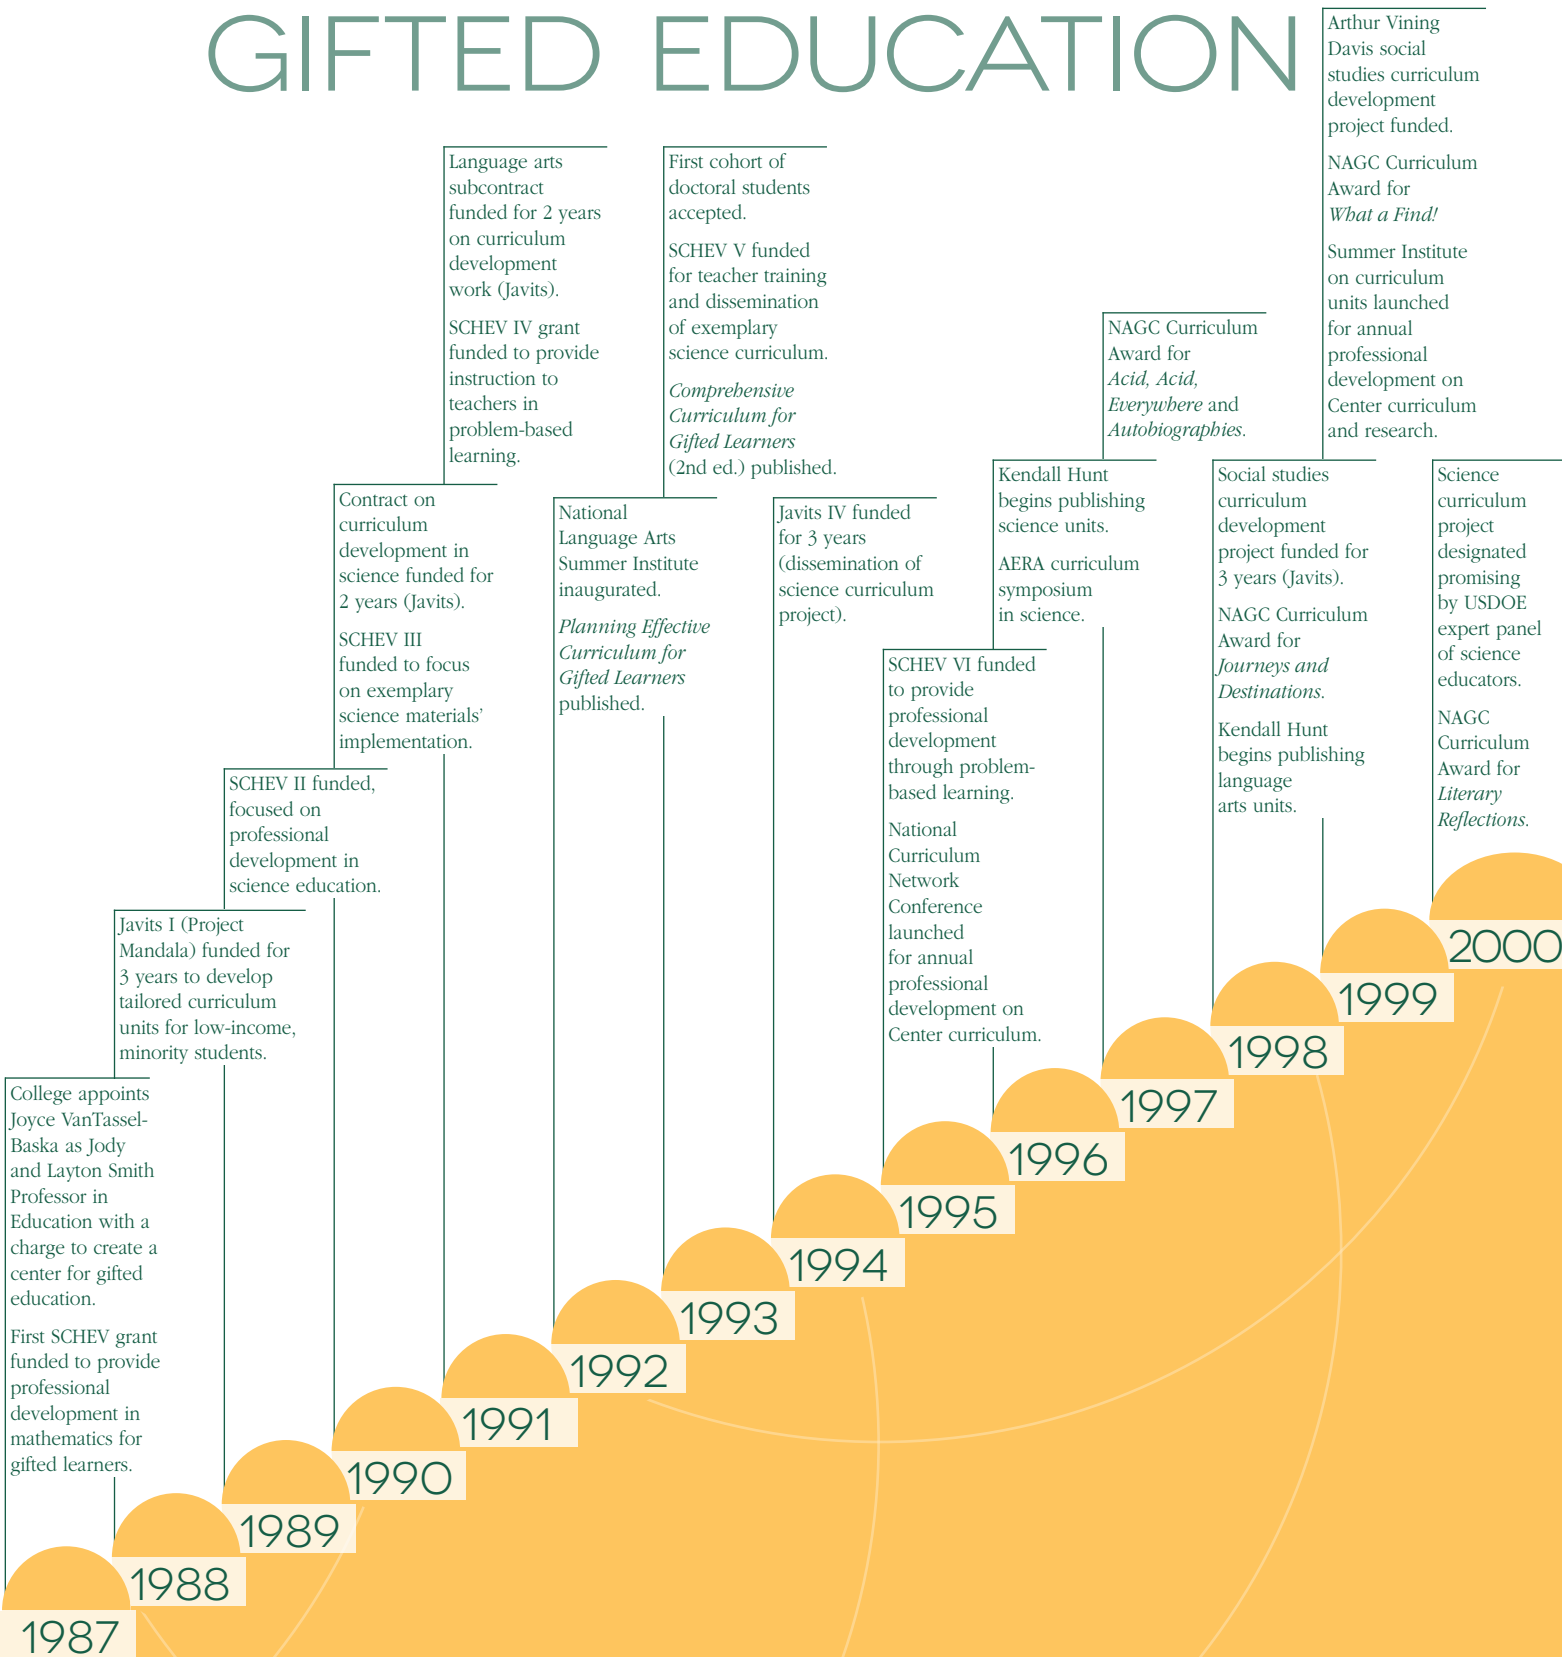 GIFTED EDUCATION
College appoints
Joyce VanTassel-
Baska as Jody
and Layton Smith
Professor in
Education with a
charge to create a
center for gifted
education.
First SCHEV grant
funded to provide
professional
development in
mathematics for
gifted learners.
1987
Javits I (Project
Mandala) funded for
3 years to develop
tailored curriculum
units for low-income,
minority students.
1988
SCHEV II funded,
focused on
professional
development in
science education.
1989
Contract on
curriculum
development in
science funded for
2 years (Javits).
SCHEV III
funded to focus
on exemplary
science materials’
implementation.
1990
Language arts
subcontract
funded for 2 years
on curriculum
development
work (Javits).
SCHEV IV grant
funded to provide
instruction to
teachers in
problem-based
learning.
1991
National
Language Arts
Summer Institute
inaugurated.
Planning Effective
Curriculum for
Gifted Learners
published.
1992
First cohort of
doctoral students
accepted.
SCHEV V funded
for teacher training
and dissemination
of exemplary
science curriculum.
Comprehensive
Curriculum for
Gifted Learners
(2nd ed.) published.
1993
Javits IV funded
for 3 years
(dissemination of
science curriculum
project).
1994
SCHEV VI funded
to provide
professional
development
through problem-
based learning.
National
Curriculum
Network
Conference
launched
for annual
professional
development on
Center curriculum.
1995
Kendall Hunt
begins publishing
science units.
AERA curriculum
symposium
in science.
1996
NAGC Curriculum
Award for
Acid, Acid,
Everywhere and
Autobiographies.
1997
Social studies
curriculum
development
project funded for
3 years (Javits).
NAGC Curriculum
Award for
Journeys and
Destinations.
Kendall Hunt
begins publishing
language
arts units.
1998
Arthur Vining
Davis social
studies curriculum
development
project funded.
NAGC Curriculum
Award for
What a Find!
Summer Institute
on curriculum
units launched
for annual
professional
development on
Center curriculum
and research.
1999
Science
curriculum
project
designated
promising
by USDOE
expert panel
of science
educators.
NAGC
Curriculum
Award for
Literary
Reflections.
2000